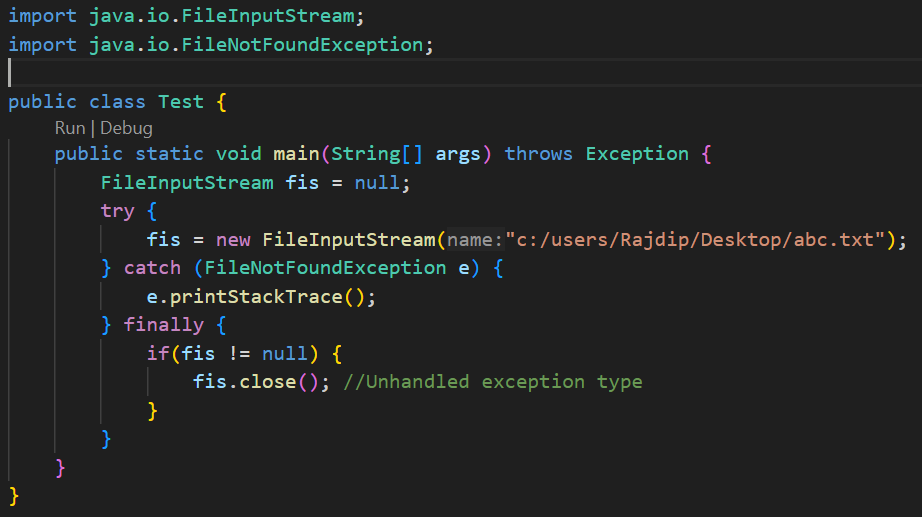 import java.io.FileInputStream;
import java.io.FileNotFoundException;
public class Test {
Run | Debug
public static void main(String[] args) throws Exception {
FileInputStream fis = null;
try {
fis = new FileInputStream(name:"c:/users/Rajdip/Desktop/abc.txt");
} catch (FileNotFoundException e) {
e.printStackTrace();
} finally {
if(fis != null) {
fis.close(); //Unhandled exception type
}
}
}
}